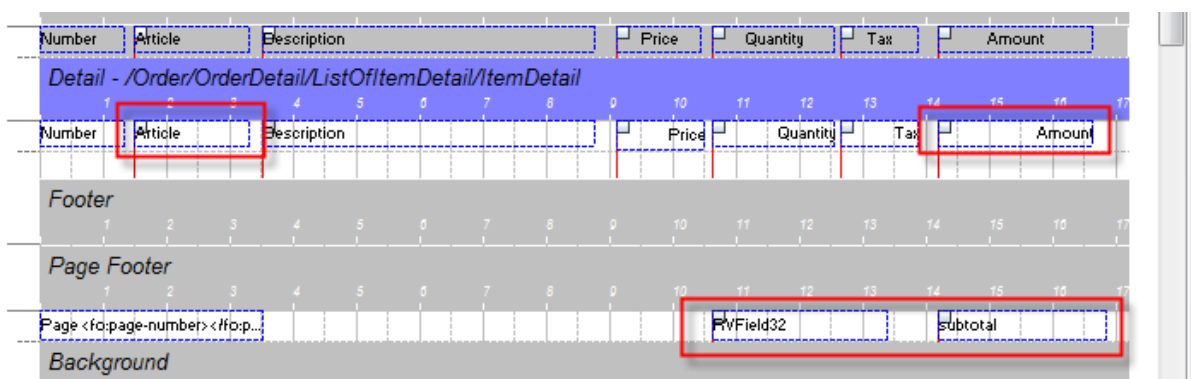 Number Article Description Price Quantity Tax Amount
Detail - /Order/OrderDetail/ListOfItemDetail/ItemDetail
1 2 3 4 5 6 7 8 9 10 11 12 13 14 15 16 17
Number Article Description Price Quantity Tax Amount
Footer
1 2 3 4 5 6 7 8 9 10 11 12 13 14 15 16 17
Page Footer
1 2 3 4 5 6 7 8 9 10 11 12 13 14 15 16 17
Page <fo:page-number></fo:p... RVField32 subtotal
Background